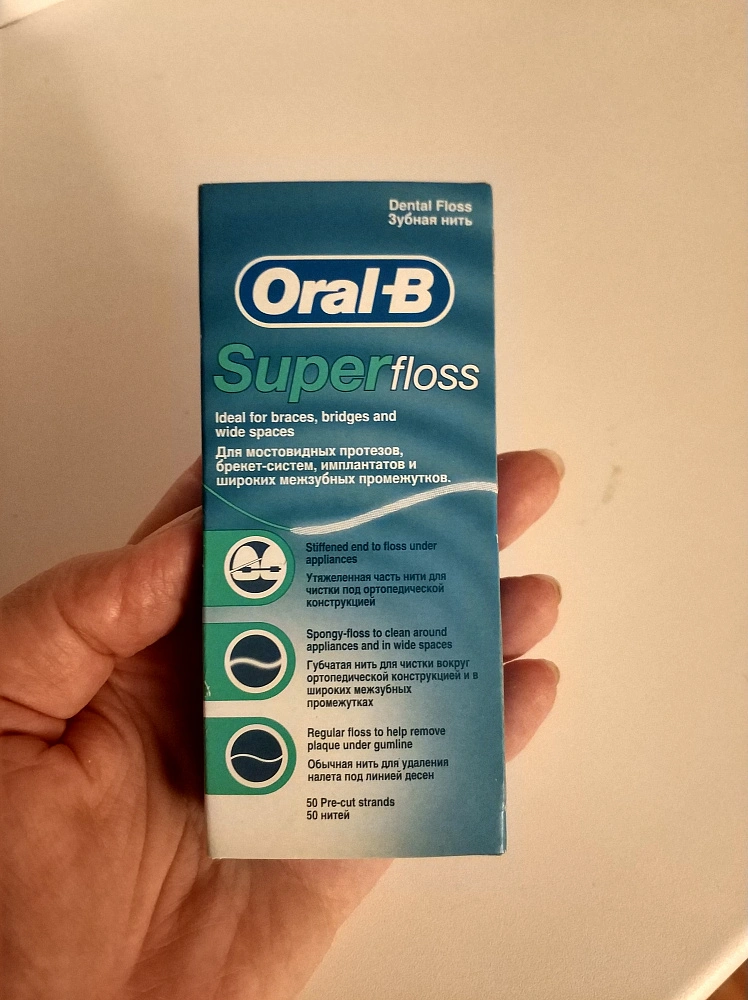 Dental Floss
Зубная нить
Oral-B
Superfloss
Ideal for braces, bridges and
wide spaces
Для мостовидных протезов,
брекет-систем, имплантатов и
широких межзубных промежутков.
Stiffened end to floss under
appliances
Утяжеленная часть нити для
чистки под ортопедической
конструкцией
Spongy-floss to clean around
appliances and in wide spaces
Губчатая нить для чистки вокруг
ортопедической конструкцией и в
широких межзубных
промежутках
Regular floss to help remove
plaque under gumline
Обычная нить для удаления
налета под линией десен
50 Pre-cut strands
50 нитей